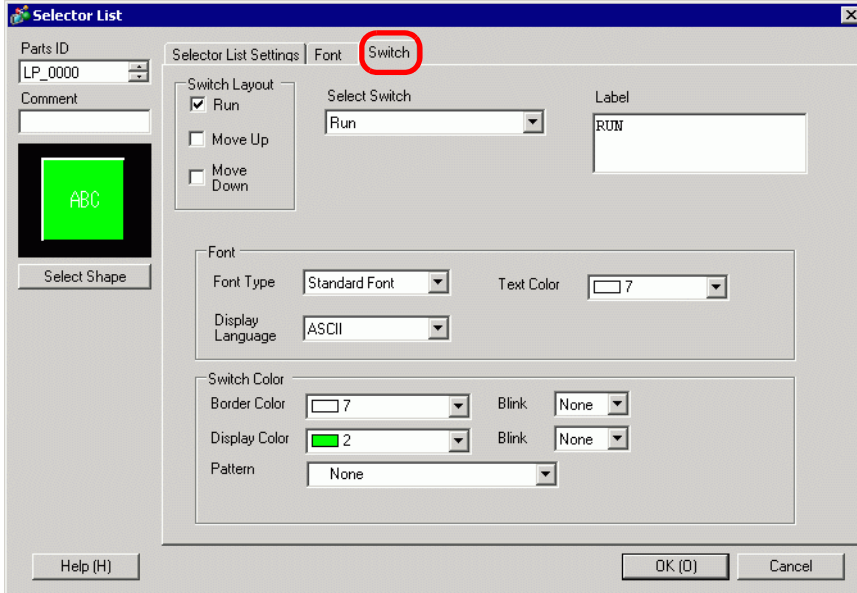 Selector List
Parts ID
LP_0000
Comment
ABC
Select Shape
Selector List Settings
Font
Switch
Switch Layout
Run
Move Up
Move
Down
Select Switch
Run
Label
RUN
Font
Font Type
Standard Font
Text Color
7
Display
Language
ASCII
Switch Color
Border Color
7
Blink
None
Display Color
2
Blink
None
Pattern
None
Help (H)
OK (O)
Cancel